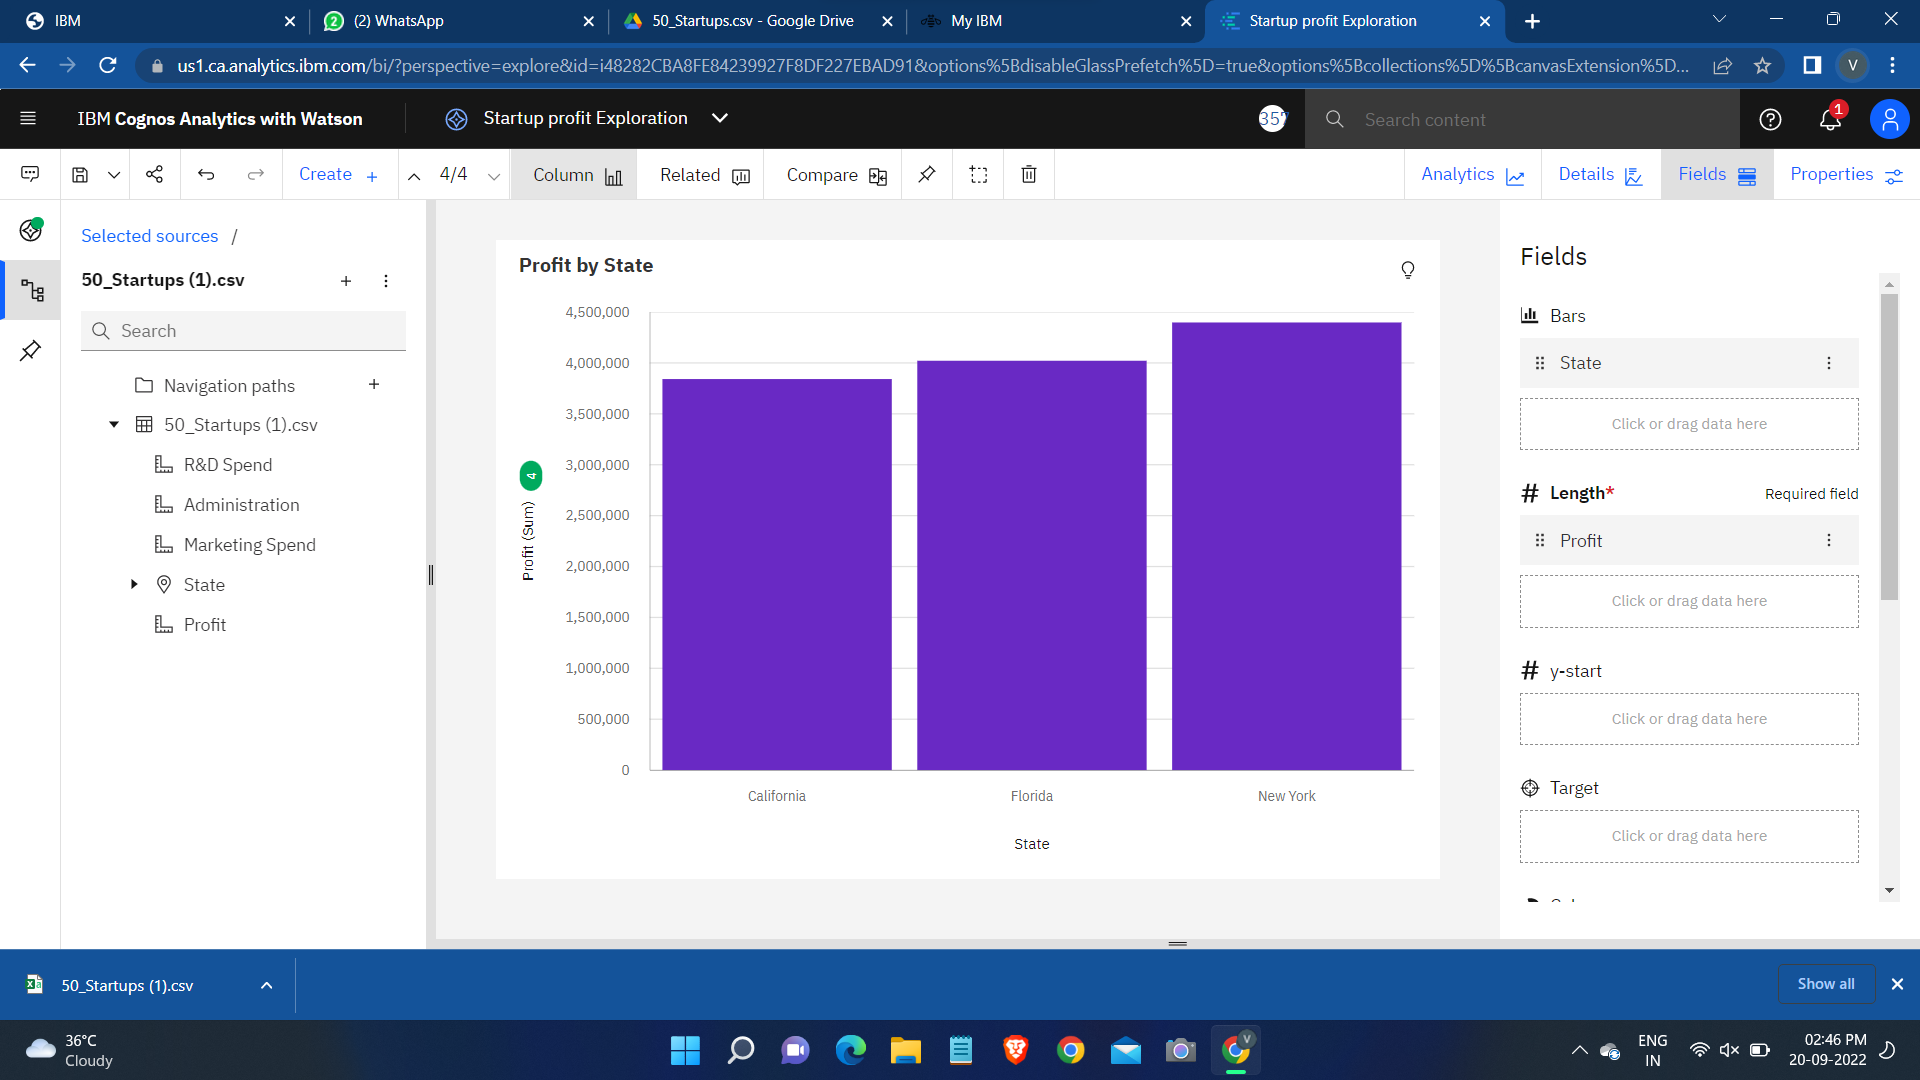 IBM
(2) WhatsApp
50_Startups.csv - Google Drive
My IBM
Startup profit Exploration
us1.ca.analytics.ibm.com/bi/?perspective=explore&id=i48282CBA8FE84239927F8DF227EBAD91&options%5BdisableGlassPrefetch%5D=true&options%5Bcollections%5D%5BcanvasExtension%5D...
V
IBM Cognos Analytics with Watson
Startup profit Exploration
357
Search content
1
Create
4/4
Column
Related
Compare
Analytics
Details
Fields
Properties
Selected sources /
50_Startups (1).csv
Search
Navigation paths
50_Startups (1).csv
R&D Spend
Administration
Marketing Spend
State
Profit
Profit by State
4,500,000
4,000,000
3,500,000
3,000,000
2,500,000
2,000,000
1,500,000
1,000,000
500,000
0
Profit (Sum)
4
California
Florida
New York
State
Fields
Bars
State
Click or drag data here
# Length*
Required field
Profit
Click or drag data here
# y-start
Click or drag data here
Target
Click or drag data here
50_Startups (1).csv
Show all
36°C
Cloudy
V
ENG
IN
02:46 PM
20-09-2022